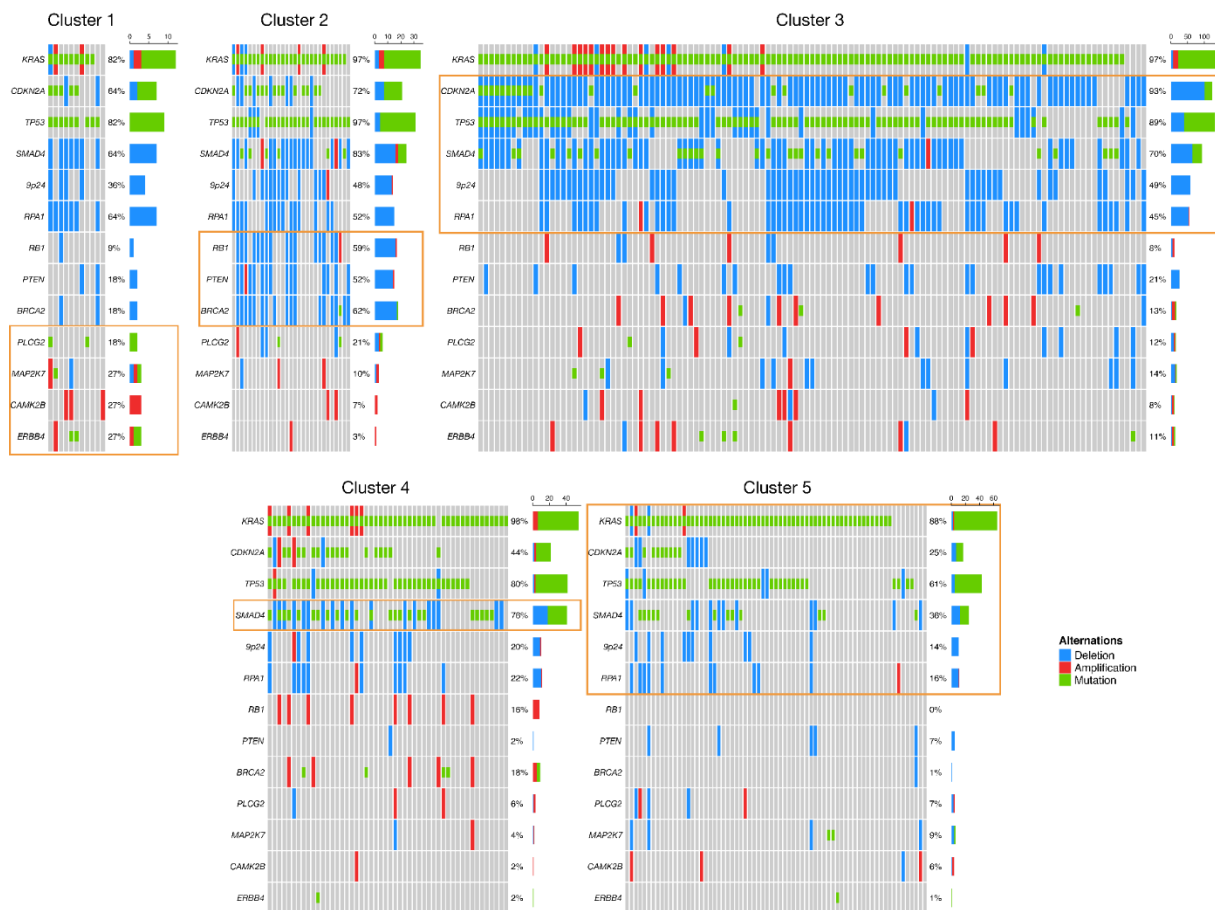 Cluster 1
0 5 10
KRAS 82%
CDKN2A 64%
TP53 82%
SMAD4 64%
9p24 36%
RPA1 64%
RB1 9%
PTEN 18%
BRCA2 18%
PLCG2 18%
MAP2K7 27%
CAMK2B 27%
ERBB4 27%
Cluster 2
0 10 20 30
KRAS 97%
CDKN2A 72%
TP53 97%
SMAD4 83%
9p24 48%
RPA1 52%
RB1 59%
PTEN 52%
BRCA2 62%
PLCG2 21%
MAP2K7 10%
CAMK2B 7%
ERBB4 3%
Cluster 3
0 50 100
KRAS 97%
CDKN2A 93%
TP53 89%
SMAD4 70%
9p24 49%
RPA1 45%
RB1 8%
PTEN 21%
BRCA2 13%
PLCG2 12%
MAP2K7 14%
CAMK2B 8%
ERBB4 11%
Cluster 4
0 20 40
KRAS 98%
CDKN2A 44%
TP53 80%
SMAD4 78%
9p24 20%
RPA1 22%
RB1 16%
PTEN 2%
BRCA2 18%
PLCG2 6%
MAP2K7 4%
CAMK2B 2%
ERBB4 2%
Cluster 5
0 20 40 60
KRAS 88%
CDKN2A 25%
TP53 61%
SMAD4 38%
9p24 14%
RPA1 16%
RB1 0%
PTEN 7%
BRCA2 1%
PLCG2 7%
MAP2K7 9%
CAMK2B 6%
ERBB4 1%
Alternations
Deletion
Amplification
Mutation